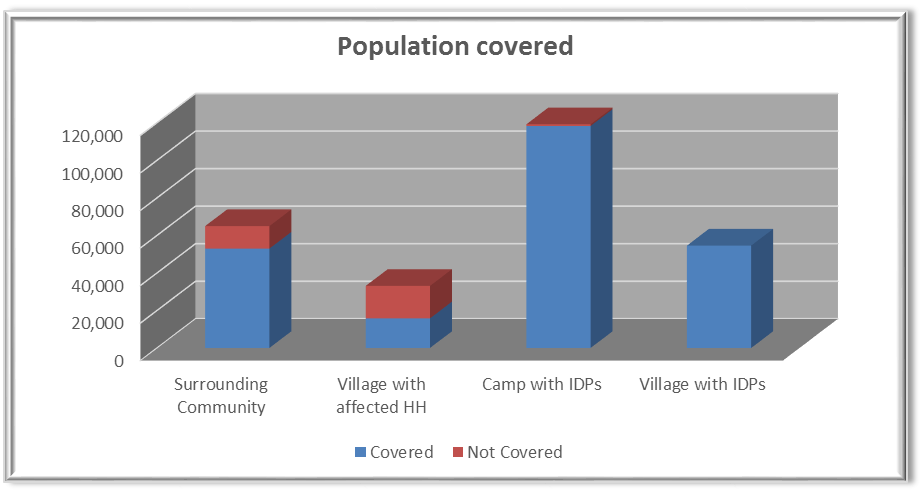 Population covered
120,000
100,000
80,000
60,000
40,000
20,000
0
Surrounding
Community
Village with
affected HH
Camp with IDPs
Village with IDPs
Covered
Not Covered